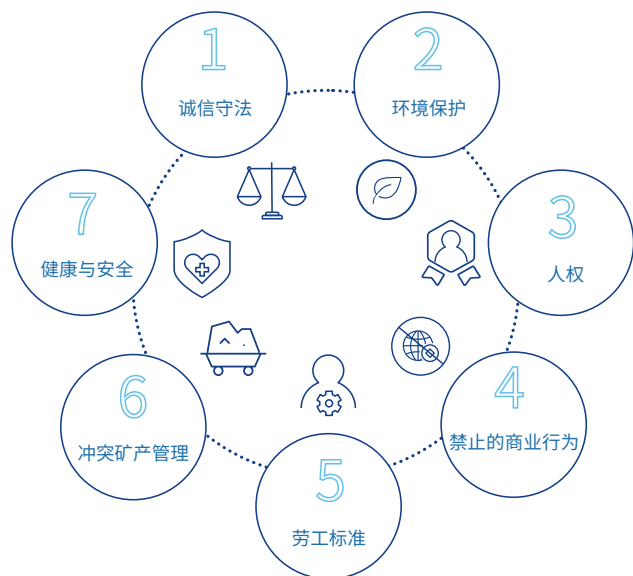 1
诚信守法
2
环境保护
3
人权
4
禁止的商业行为
5
劳工标准
6
冲突矿产管理
7
健康与安全